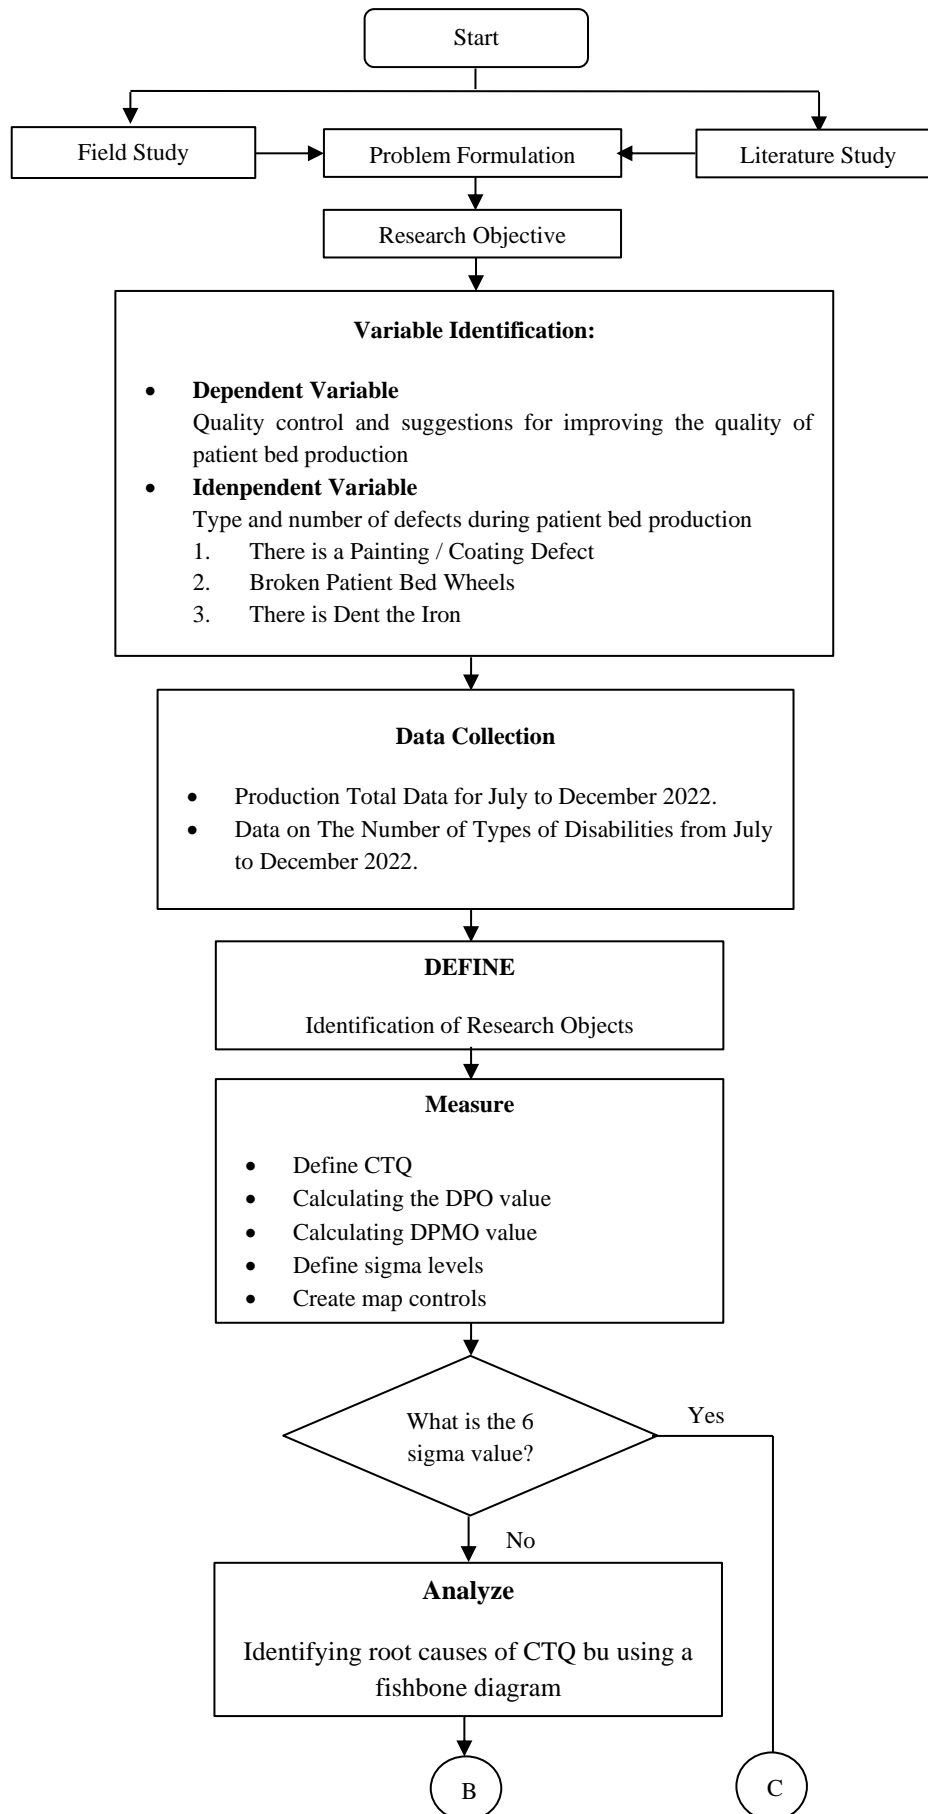 Start
Field Study
Problem Formulation
Literature Study
Research Objective
Variable Identification:
• Dependent Variable
Quality control and suggestions for improving the quality of
patient bed production
• Idenpendent Variable
Type and number of defects during patient bed production
1. There is a Painting / Coating Defect
2. Broken Patient Bed Wheels
3. There is Dent the Iron
Data Collection
• Production Total Data for July to December 2022.
• Data on The Number of Types of Disabilities from July
to December 2022.
DEFINE
Identification of Research Objects
Measure
• Define CTQ
• Calculating the DPO value
• Calculating DPMO value
• Define sigma levels
• Create map controls
What is the 6
sigma value?
Yes
No
Analyze
Identifying root causes of CTQ bu using a
fishbone diagram
B
C